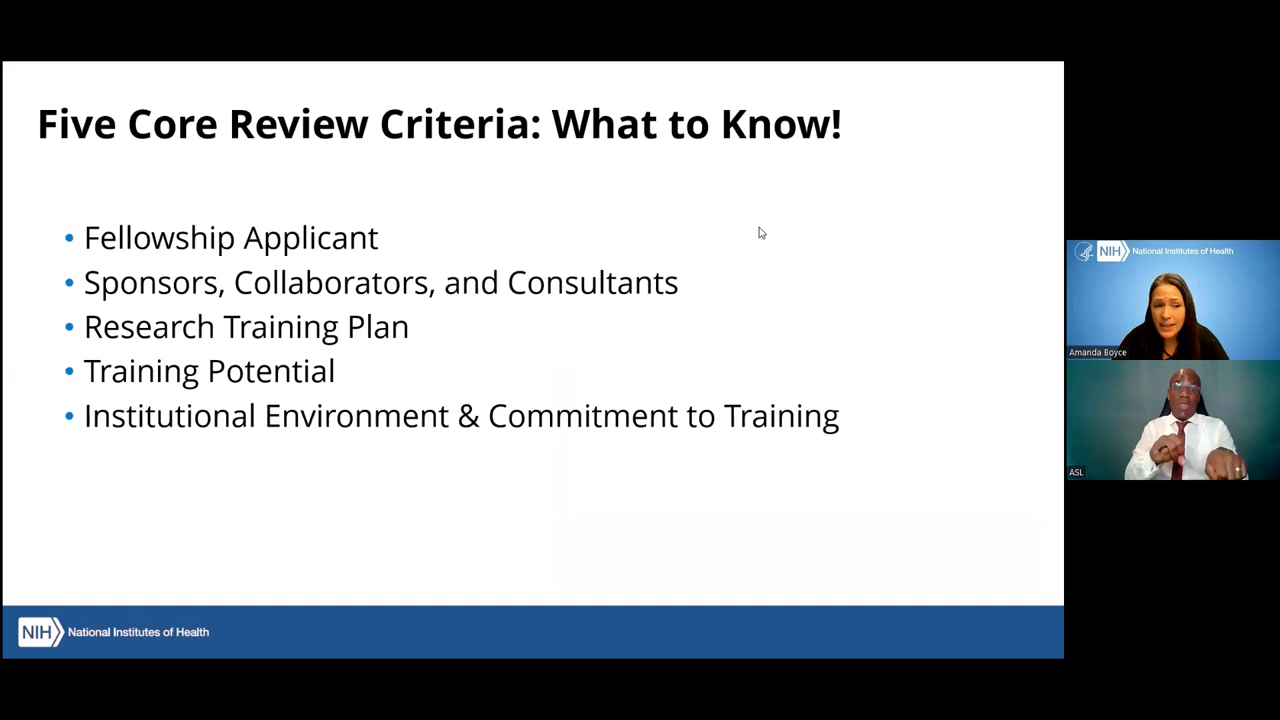 Five Core Review Criteria: What to Know!
• Fellowship Applicant
• Sponsors, Collaborators, and Consultants
• Research Training Plan
• Training Potential
• Institutional Environment & Commitment to Training
NIH National Institutes of Health
NIH National Institutes of Health
Amanda Boyce
ASL